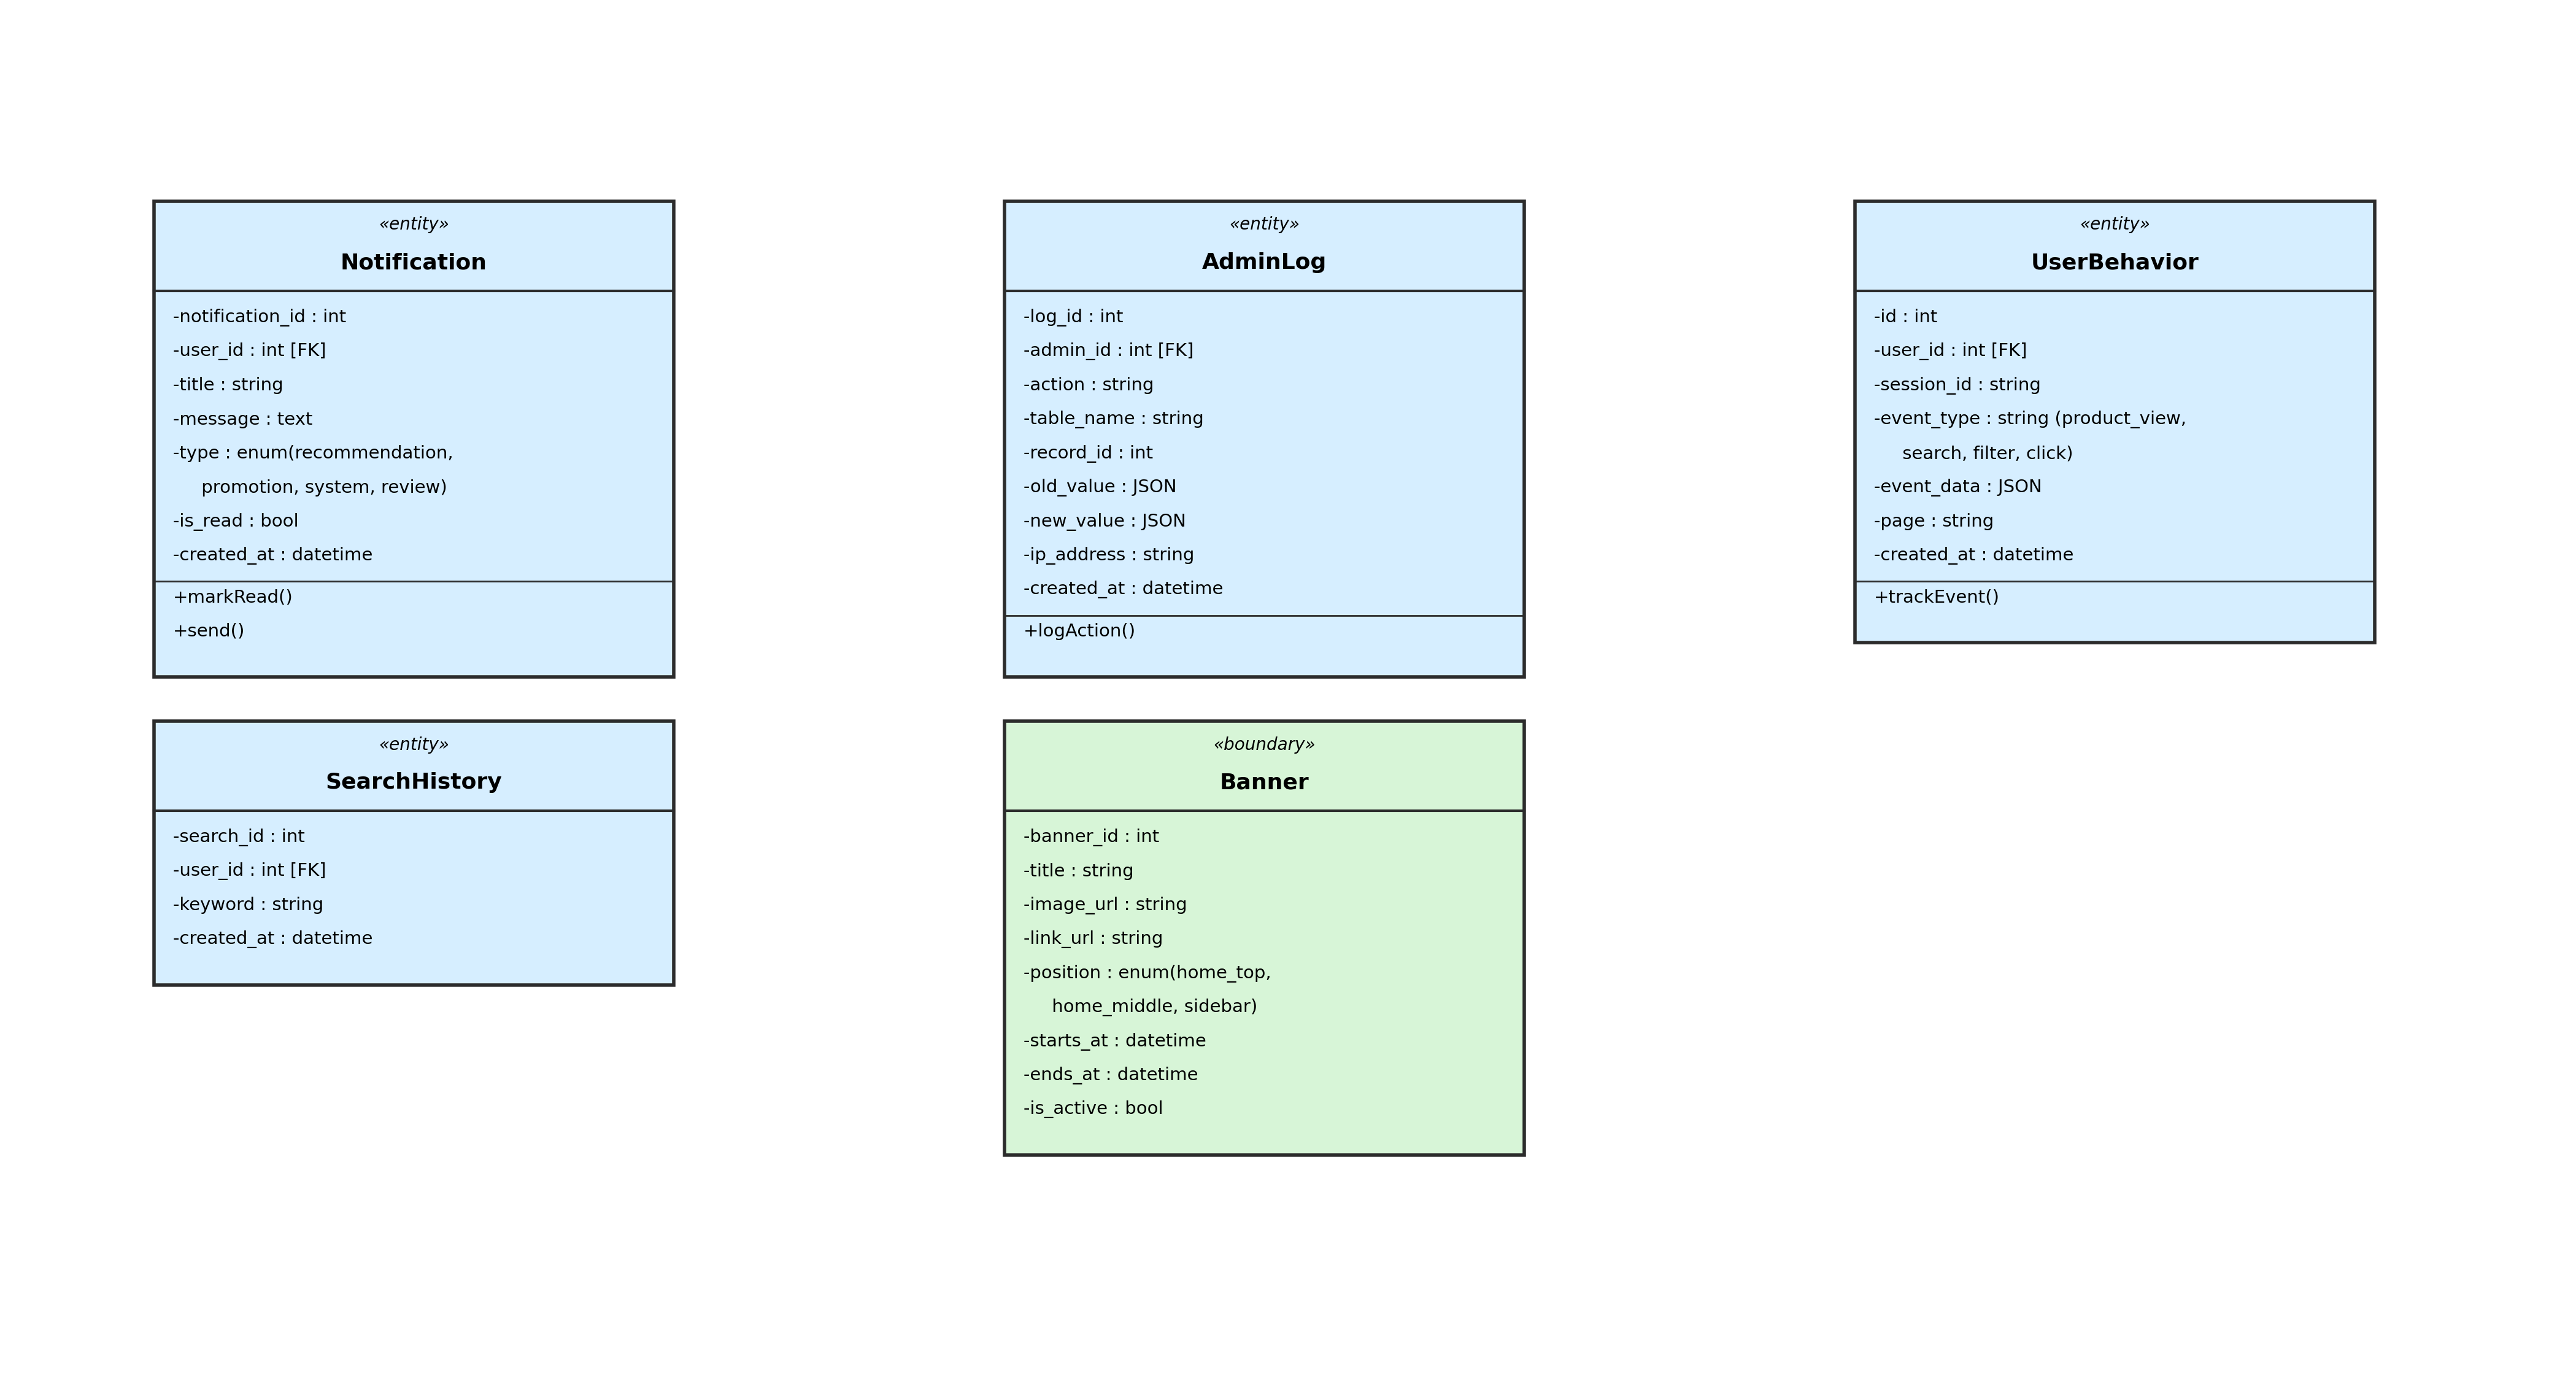 «entity»
Notification
-notification_id : int
-user_id : int [FK]
-title : string
-message : text
-type : enum(recommendation,
promotion, system, review)
-is_read : bool
-created_at : datetime
+markRead()
+send()
«entity»
AdminLog
-log_id : int
-admin_id : int [FK]
-action : string
-table_name : string
-record_id : int
-old_value : JSON
-new_value : JSON
-ip_address : string
-created_at : datetime
+logAction()
«entity»
UserBehavior
-id : int
-user_id : int [FK]
-session_id : string
-event_type : string (product_view,
search, filter, click)
-event_data : JSON
-page : string
-created_at : datetime
+trackEvent()
«entity»
SearchHistory
-search_id : int
-user_id : int [FK]
-keyword : string
-created_at : datetime
«boundary»
Banner
-banner_id : int
-title : string
-image_url : string
-link_url : string
-position : enum(home_top,
home_middle, sidebar)
-starts_at : datetime
-ends_at : datetime
-is_active : bool